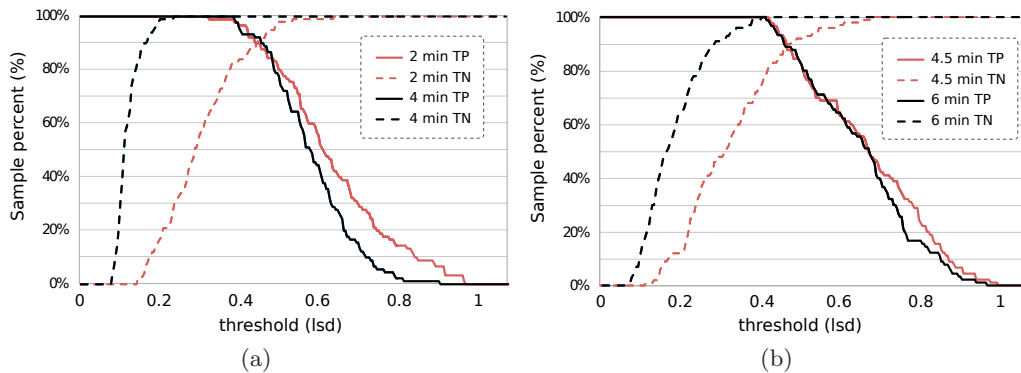 100%
80%
60%
40%
20%
0%
Sample percent (%)
2 min TP
2 min TN
4 min TP
4 min TN
0 0.2 0.4 0.6 0.8 1
threshold (lsd)
(a)
100%
80%
60%
40%
20%
0%
Sample percent (%)
4.5 min TP
4.5 min TN
6 min TP
6 min TN
0 0.2 0.4 0.6 0.8 1
threshold (lsd)
(b)